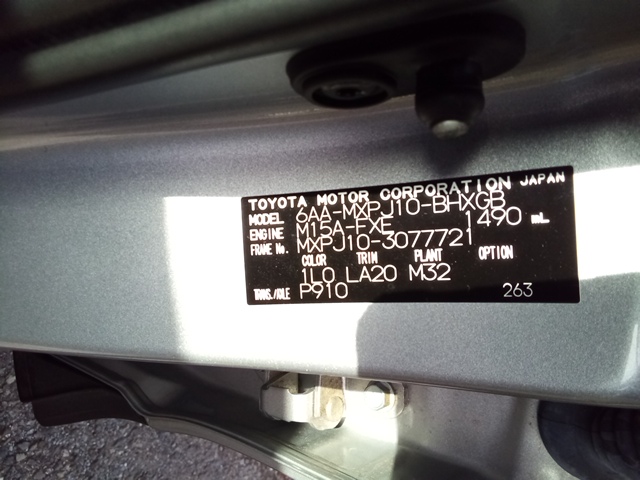 TOYOTA MOTOR CORPORATION JAPAN
MODEL 6AA-MXPJ10-BHXGB
ENGINE M15A-FXE 1490 mL
FRAME No. MXPJ10-3077721
COLOR TRIM PLANT OPTION
1L0 LA20 M32
TRANS./AXLE P910 263